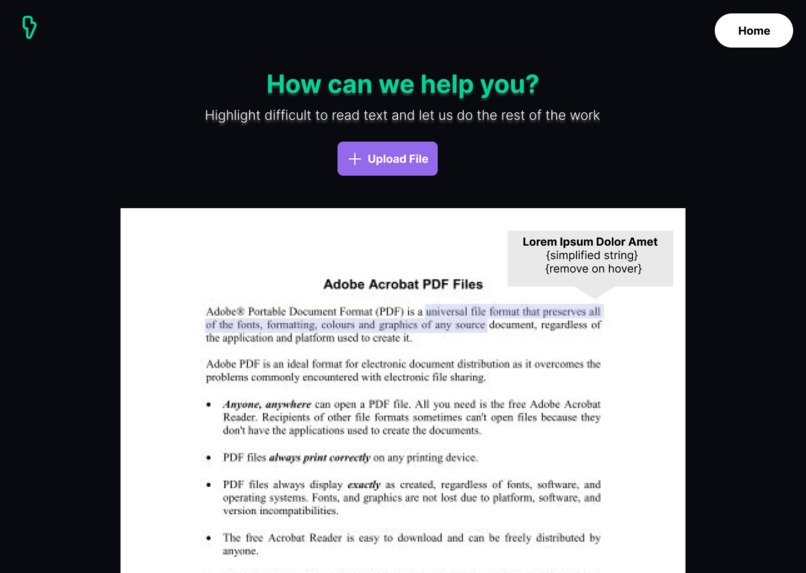 Home
How can we help you?
Highlight difficult to read text and let us do the rest of the work
Upload File
Lorem Ipsum Dolor Amet
{simplified string}
{remove on hover}
Adobe Acrobat PDF Files
Adobe® Portable Document Format (PDF) is a universal file format that preserves all
of the fonts, formatting, colours and graphics of any source document, regardless of
the application and platform used to create it.
Adobe PDF is an ideal format for electronic document distribution as it overcomes the
problems commonly encountered with electronic file sharing.
• Anyone, anywhere can open a PDF file. All you need is the free Adobe Acrobat
Reader. Recipients of other file formats sometimes can't open files because they
don't have the applications used to create the documents.
• PDF files always print correctly on any printing device.
• PDF files always display exactly as created, regardless of fonts, software, and
operating systems. Fonts, and graphics are not lost due to platform, software, and
version incompatibilities.
• The free Acrobat Reader is easy to download and can be freely distributed by
anyone.